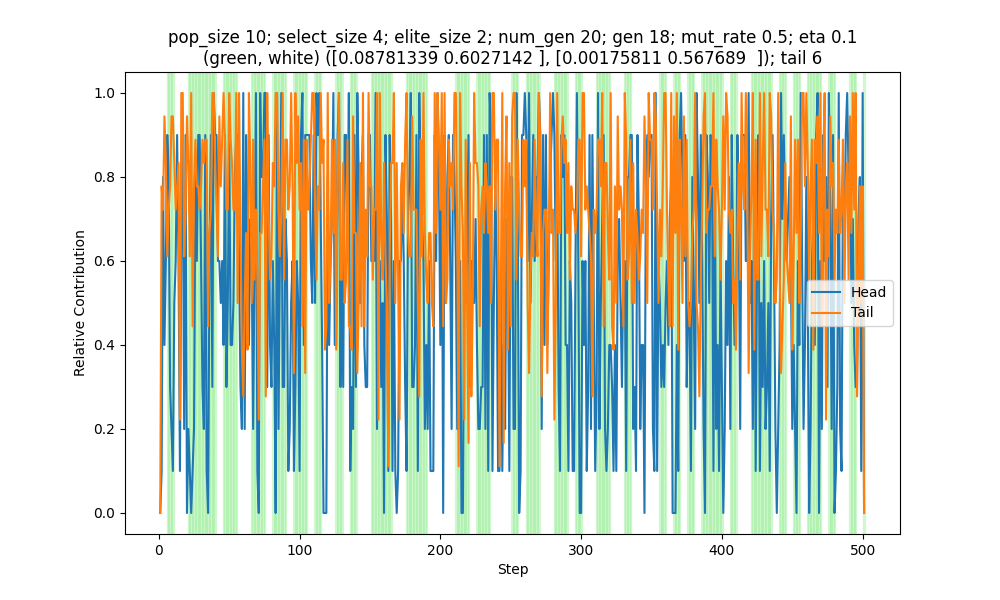 pop_size 10; select_size 4; elite_size 2; num_gen 20; gen 18; mut_rate 0.5; eta 0.1
(green, white) ([0.08781339 0.6027142 ], [0.00175811 0.567689  ]); tail 6
1.0
0.8
0.6
0.4
0.2
0.0
Relative Contribution
Head
Tail
0
100
200
300
400
500
Step